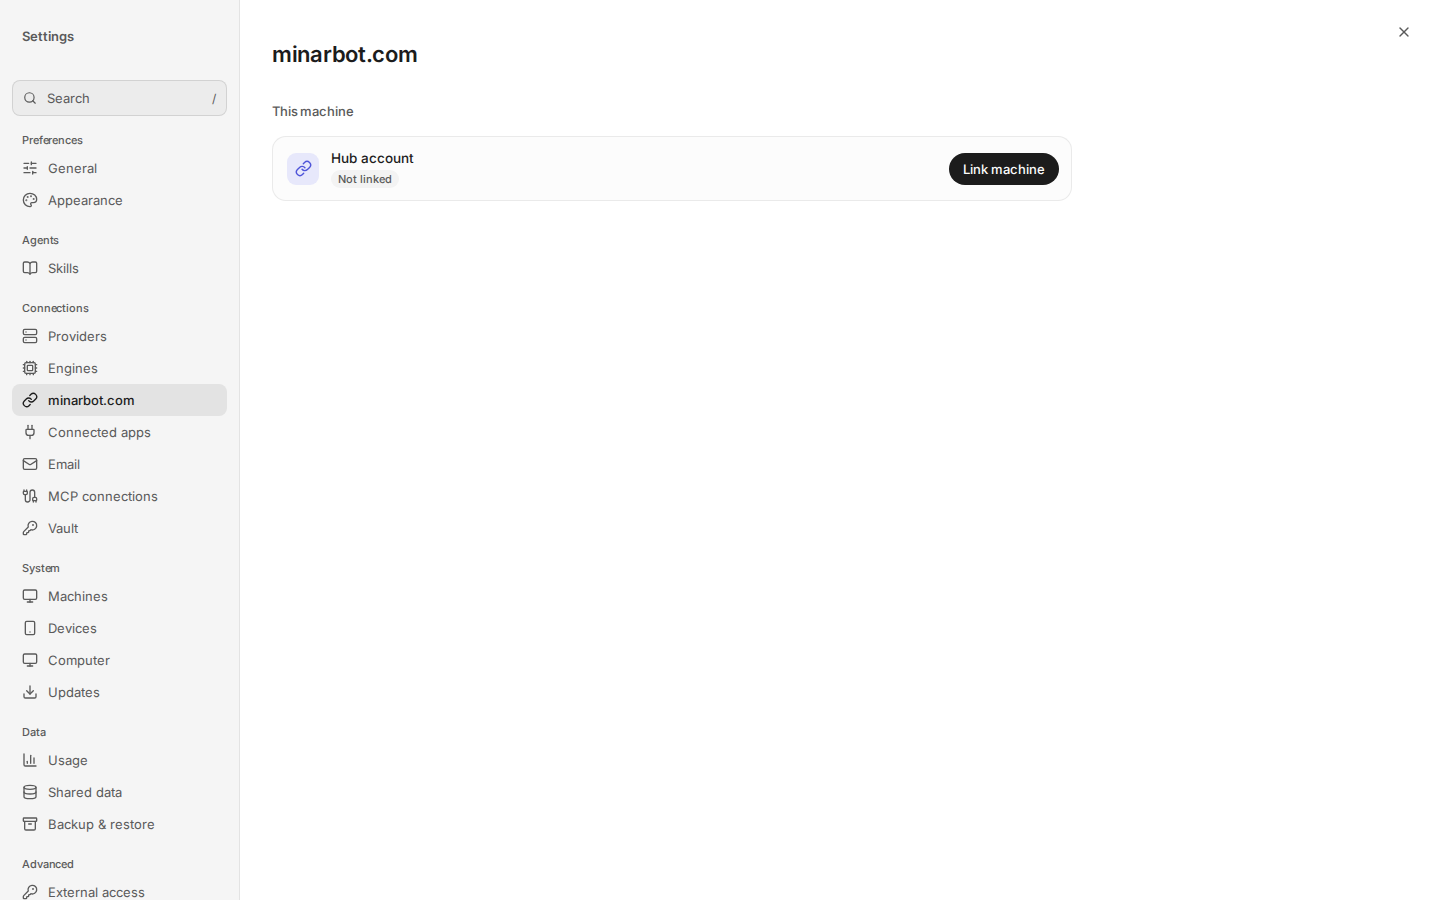 Settings
Search /
Preferences
General
Appearance
Agents
Skills
Connections
Providers
Engines
minarbot.com
Connected apps
Email
MCP connections
Vault
System
Machines
Devices
Computer
Updates
Data
Usage
Shared data
Backup & restore
Advanced
External access
minarbot.com
This machine
Hub account
Not linked
Link machine